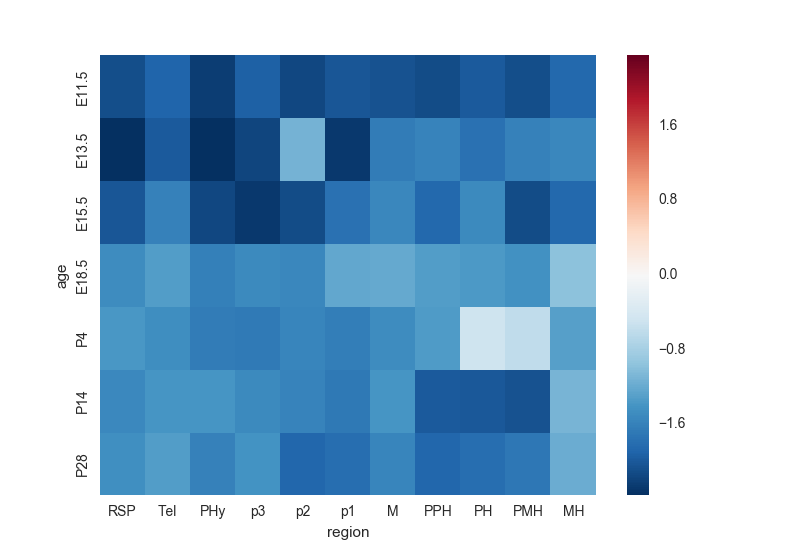 E11.5
E13.5
E15.5
E18.5
P4
P14
P28
age
RSP Tel PHy p3 p2 p1 M PPH PH PMH MH
region
1.6
0.8
0.0
−0.8
−1.6